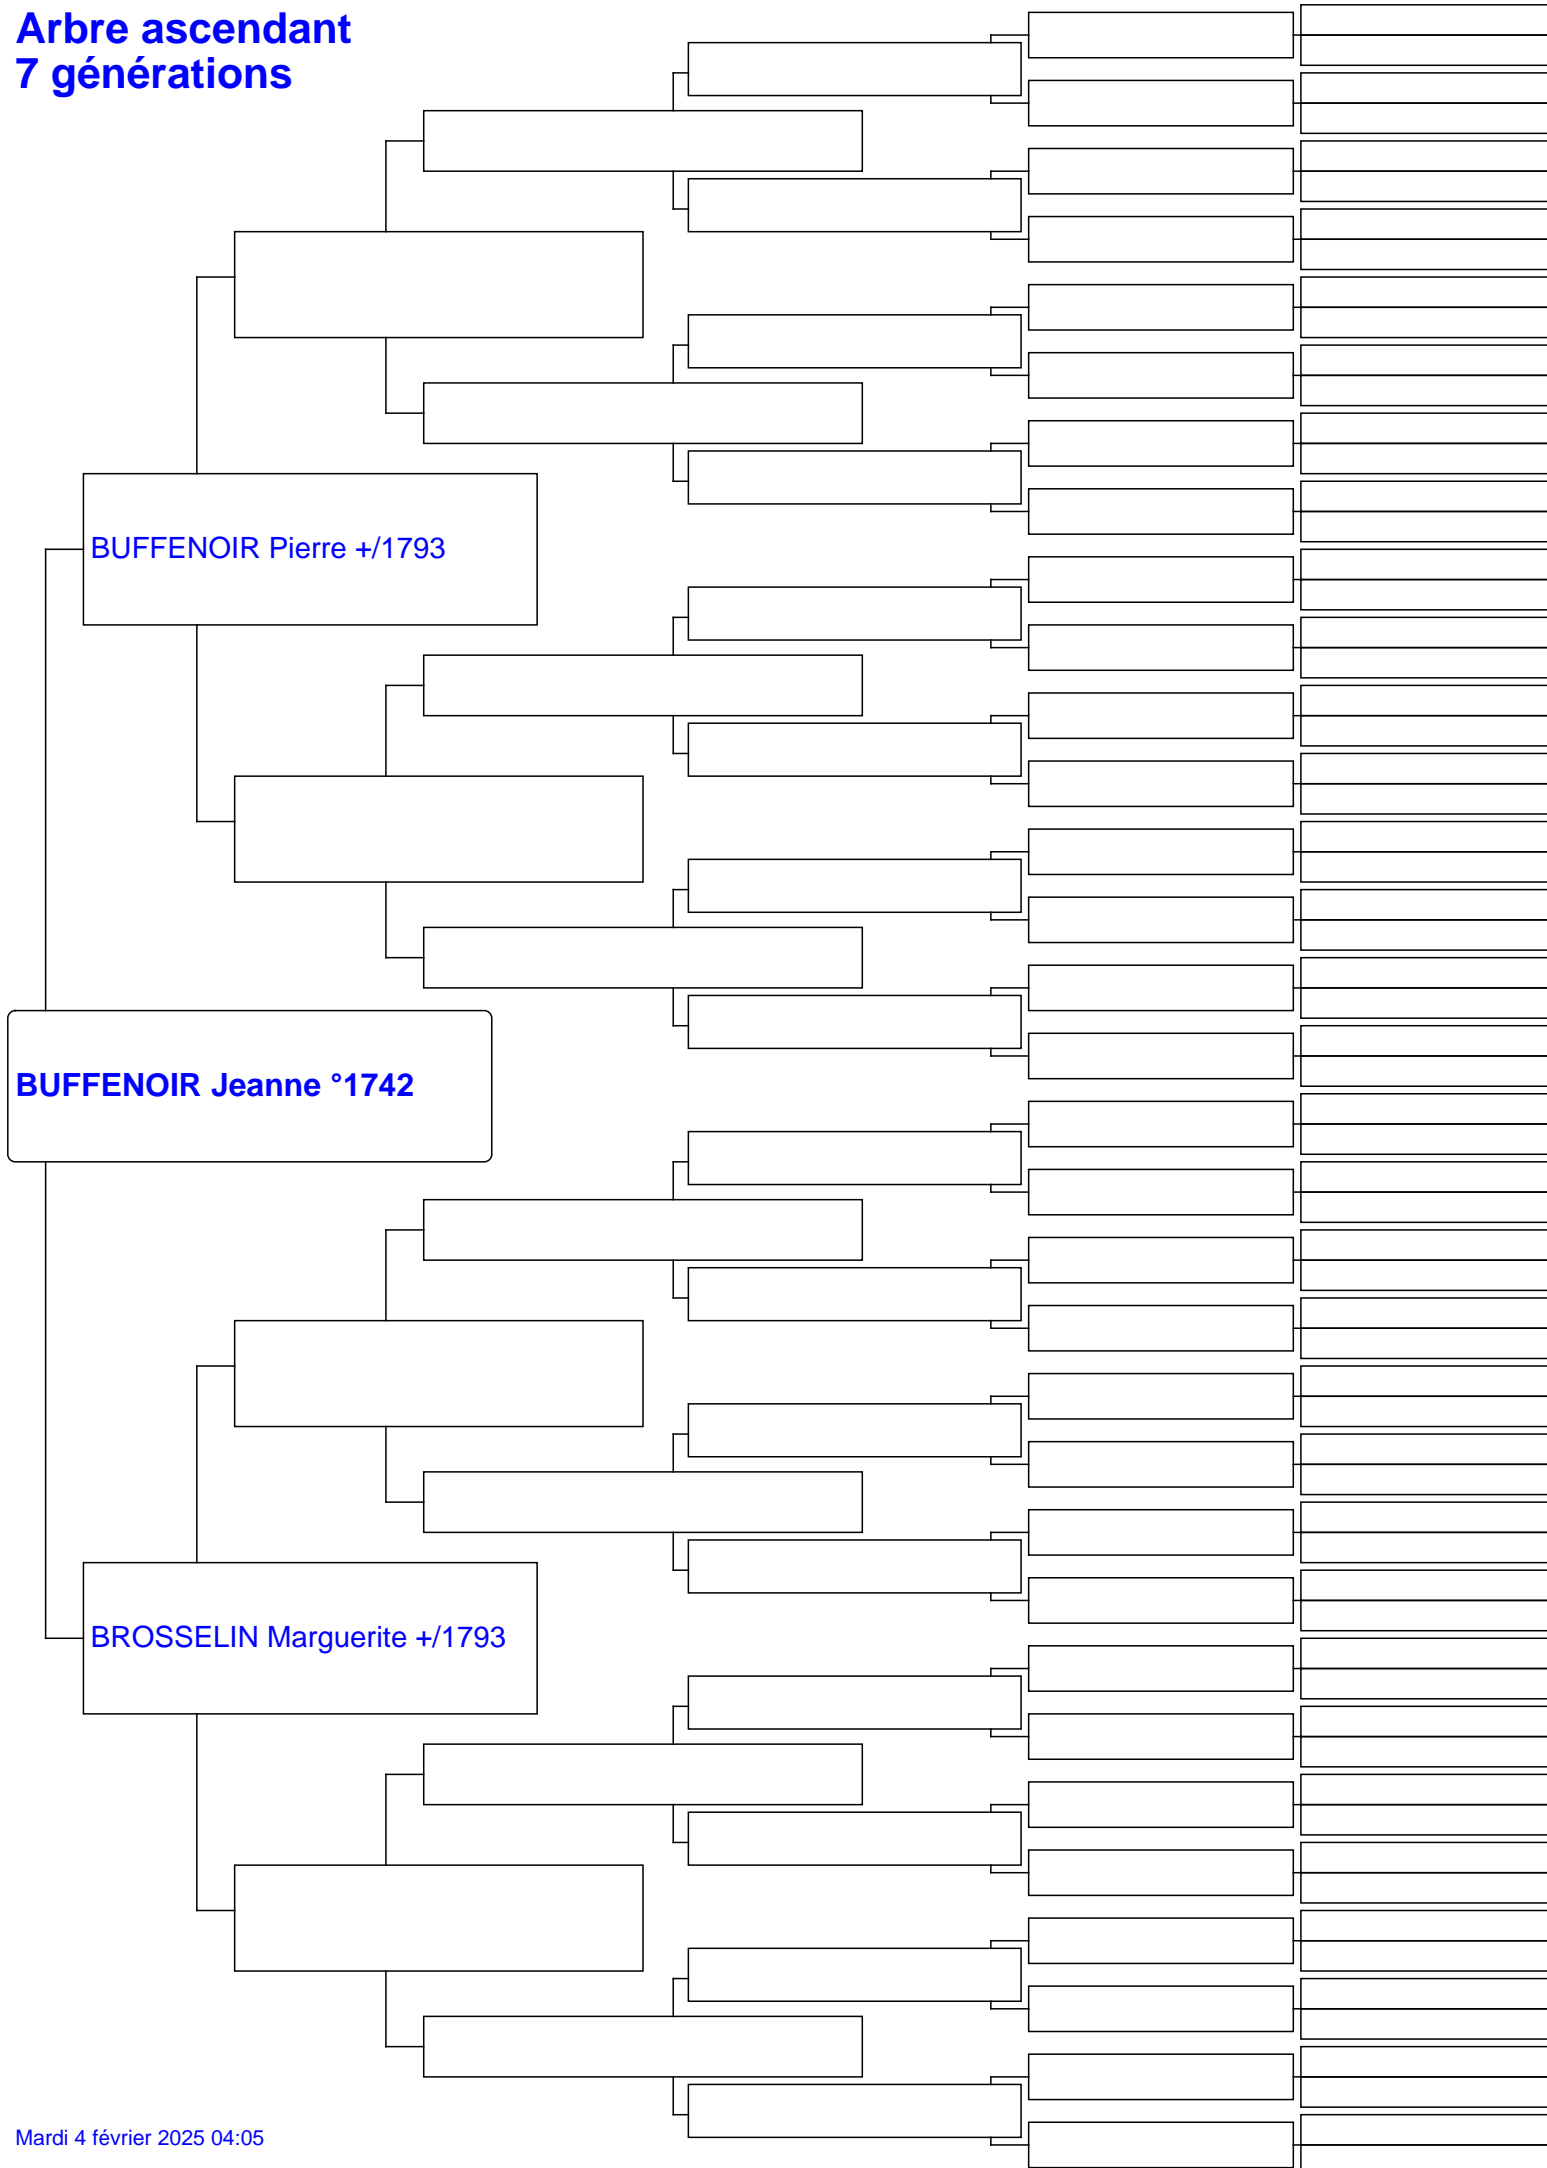 Arbre ascendant
7 générations
BUFFENOIR Pierre +/1793
BUFFENOIR Jeanne °1742
BROSSELIN Marguerite +/1793
Mardi 4 février 2025 04:05